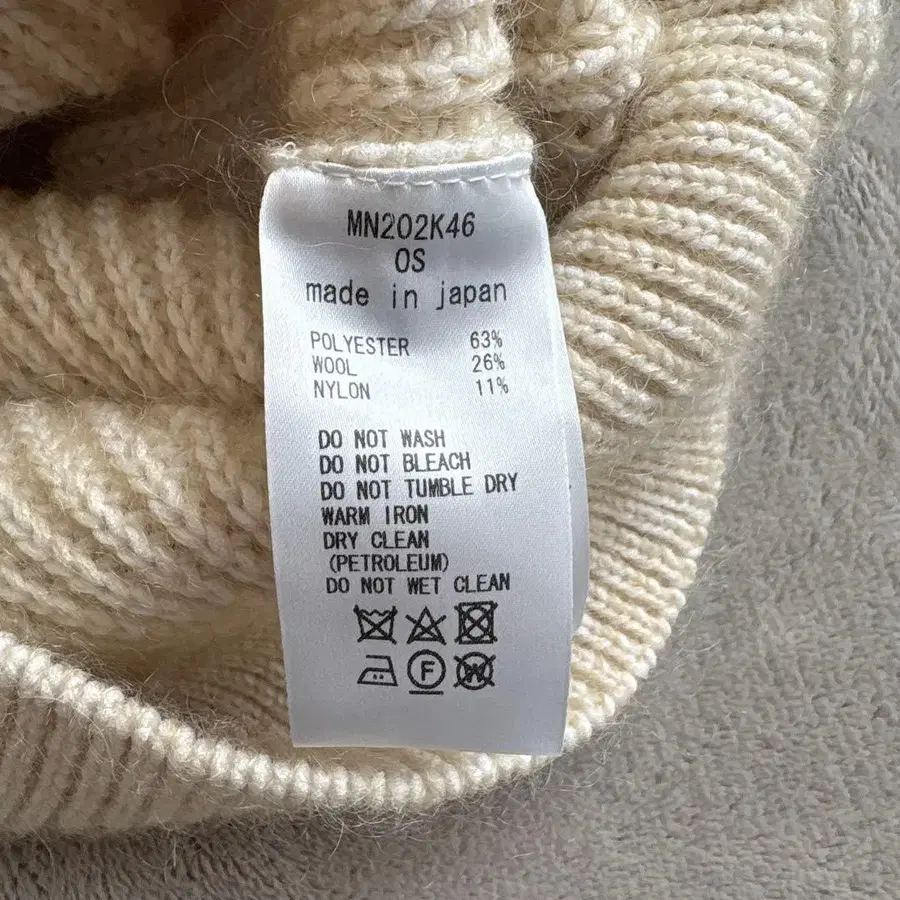 MN202K46
OS
made in japan
POLYESTER 63%
WOOL 26%
NYLON 11%
DO NOT WASH
DO NOT BLEACH
DO NOT TUMBLE DRY
WARM IRON
DRY CLEAN
(PETROLEUM)
DO NOT WET CLEAN
F W